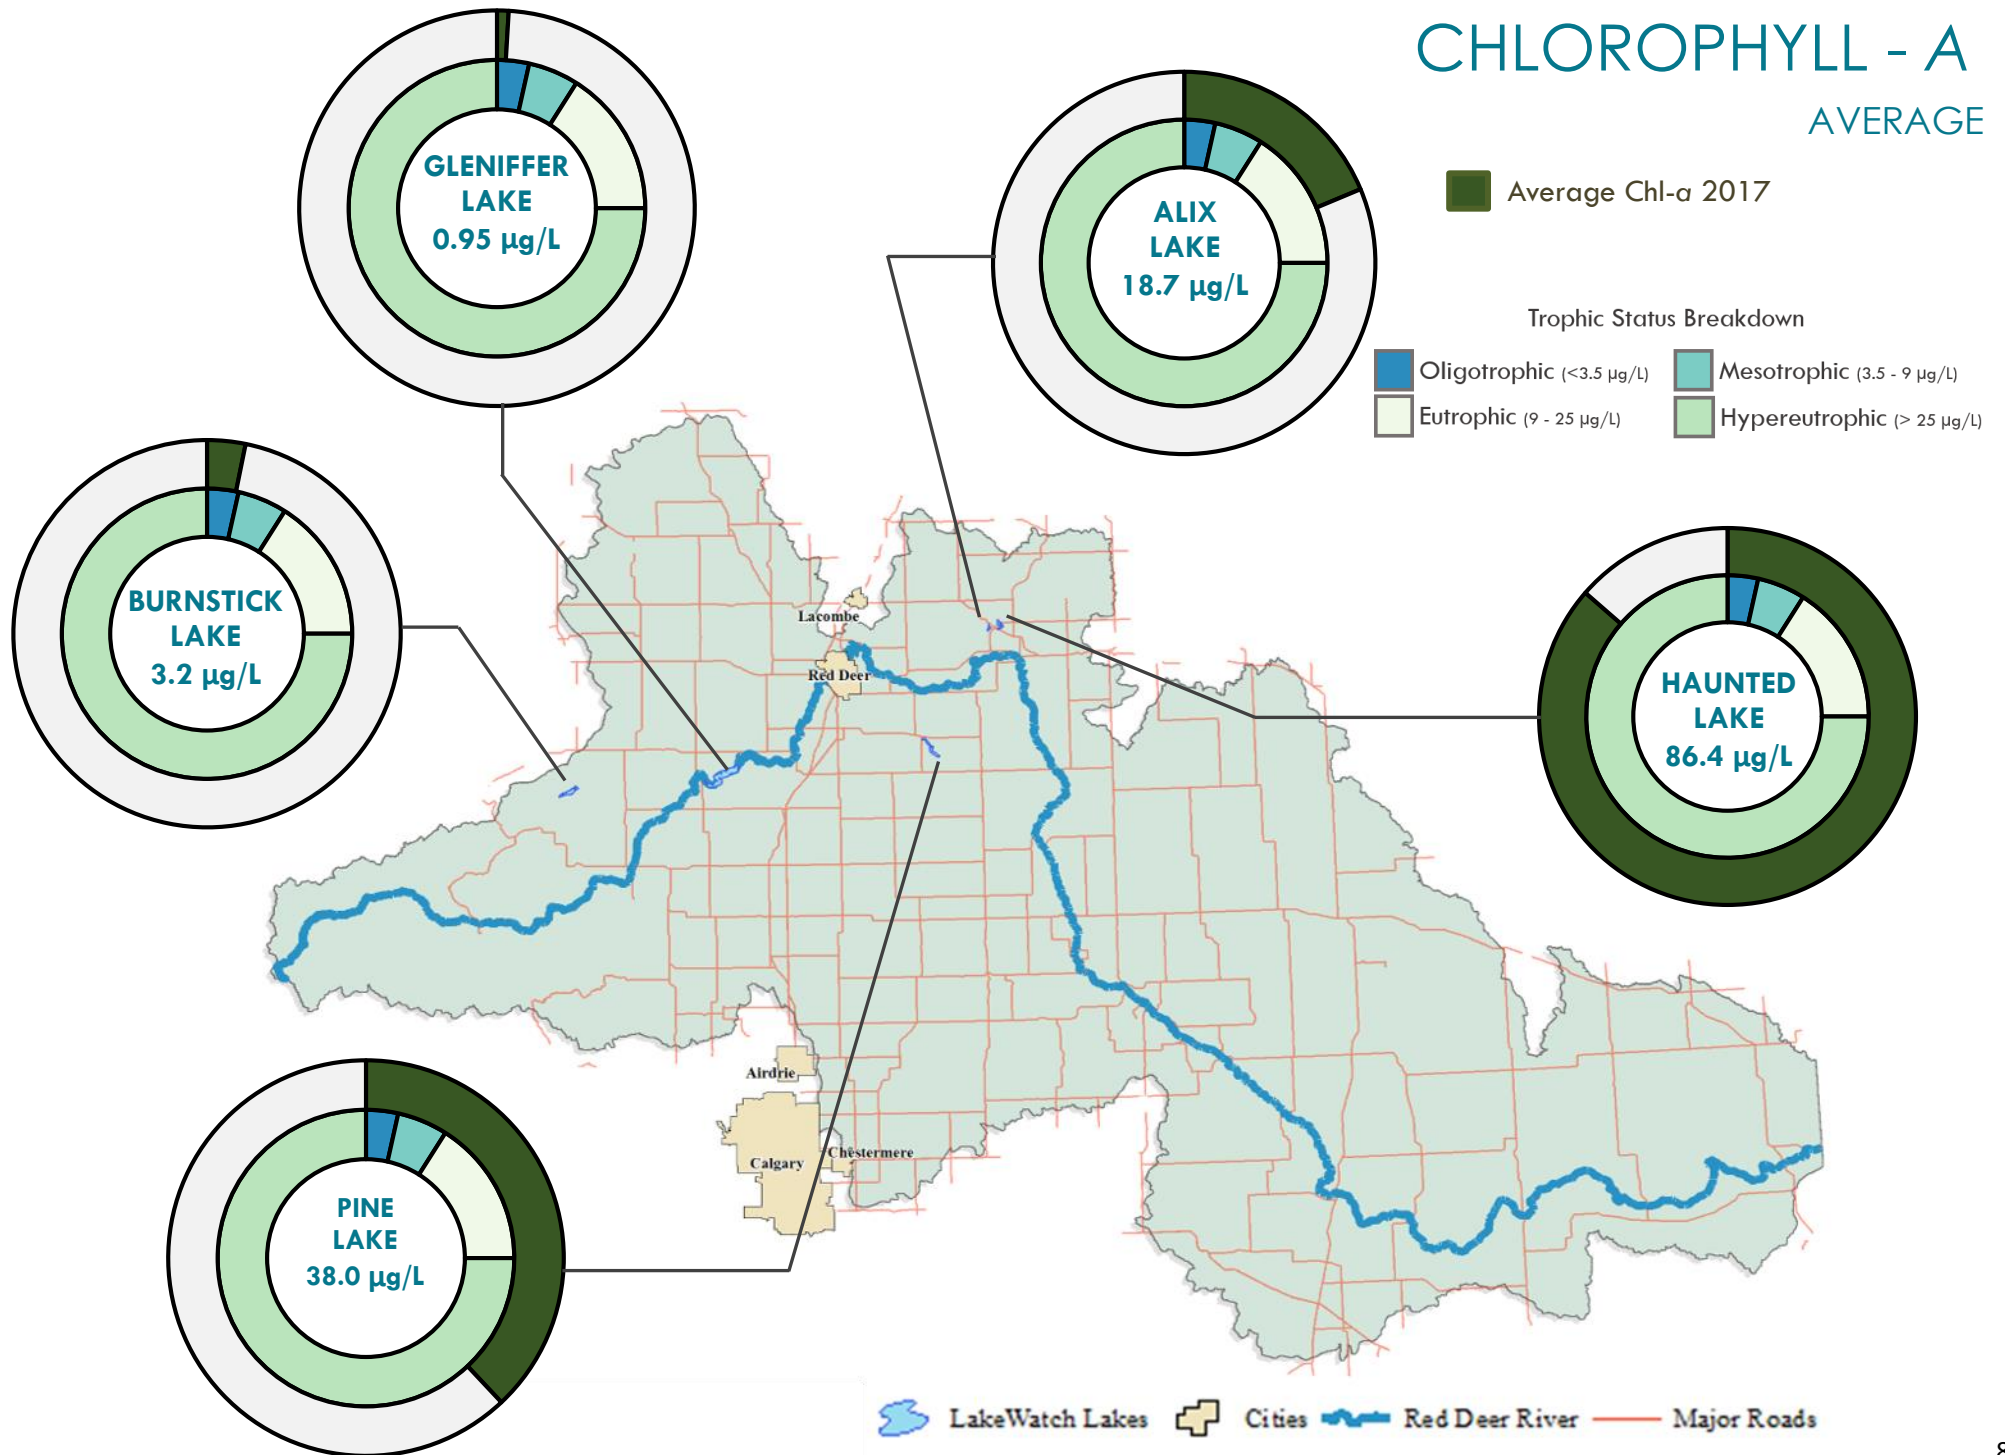 CHLOROPHYLL - A
AVERAGE
Average Chl-a 2017
Trophic Status Breakdown
Oligotrophic (<3.5 µg/L)
Mesotrophic (3.5 - 9 µg/L)
Eutrophic (9 - 25 µg/L)
Hypereutrophic (> 25 µg/L)
GLENIFFER
LAKE
0.95 µg/L
ALIX
LAKE
18.7 µg/L
BURNSTICK
LAKE
3.2 µg/L
HAUNTED
LAKE
86.4 µg/L
PINE
LAKE
38.0 µg/L
Lacombe
Red Deer
Airdrie
Calgary
Chestermere
LakeWatch Lakes
Cities
Red Deer River
Major Roads